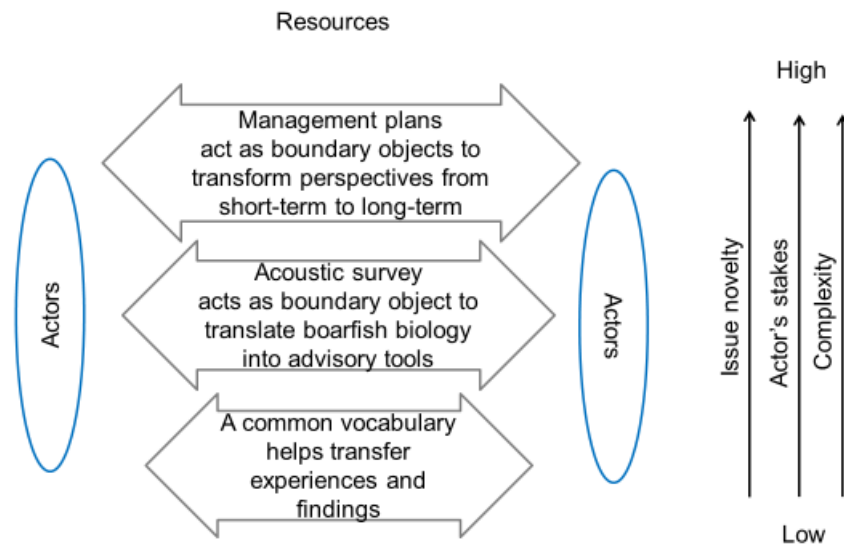 Resources
High
Management plans
act as boundary objects to
transform perspectives from
short-term to long-term
Acoustic survey
acts as boundary object to
translate boarfish biology
into advisory tools
A common vocabulary
helps transfer
experiences and
findings
Actors
Actors
Issue novelty
Actor's stakes
Complexity
Low